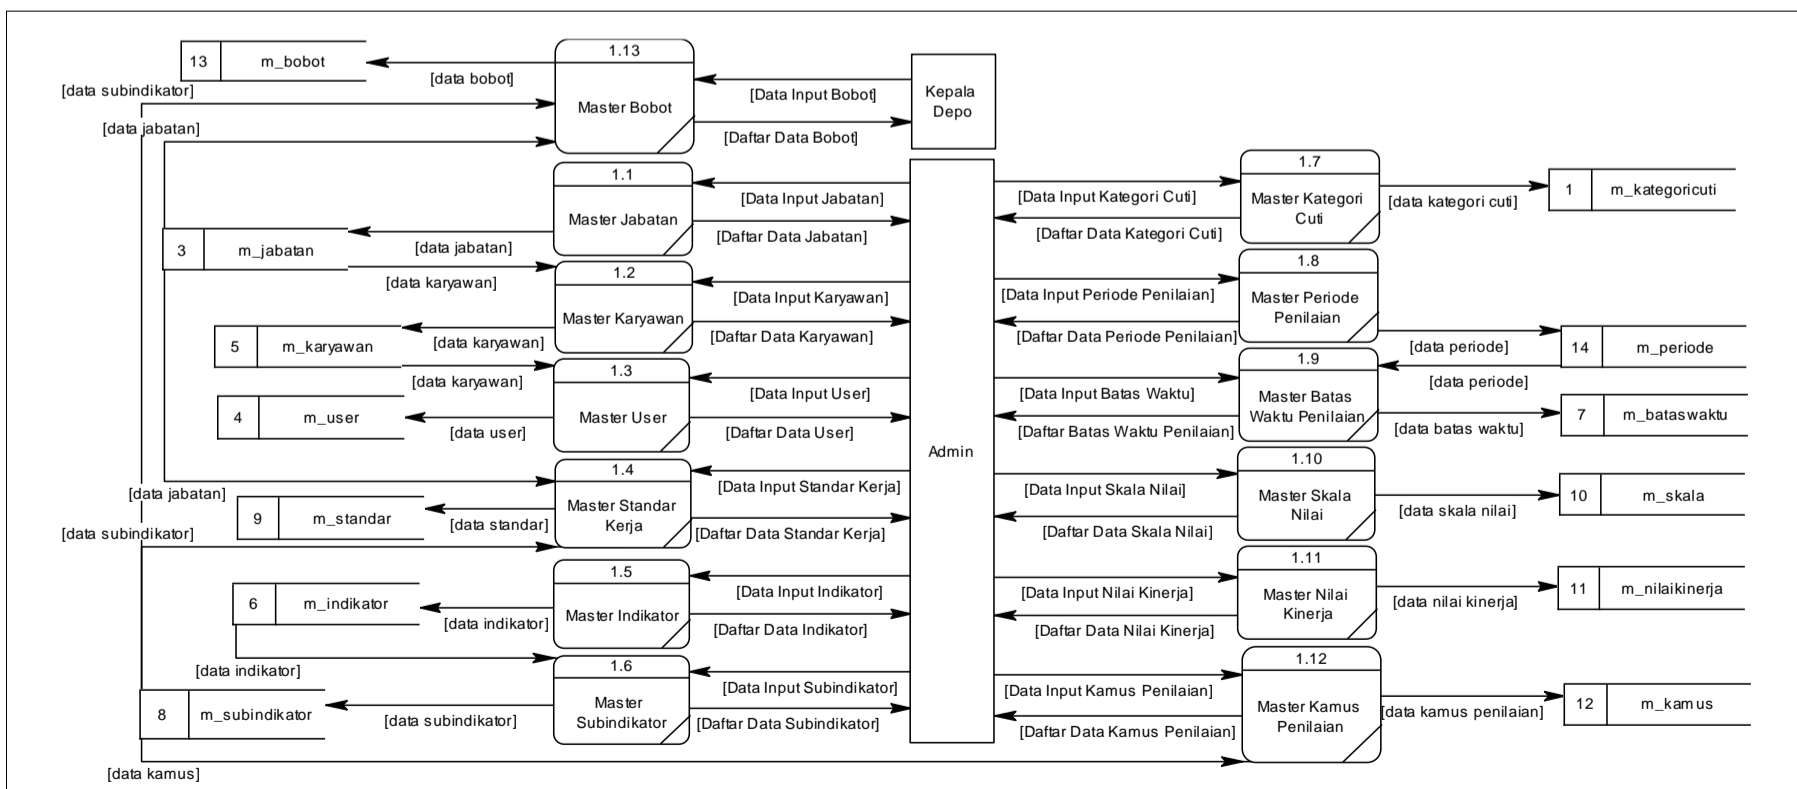 1.13
13
m_bobot
[data bobot]
Kepala
Depo
[data subindikator]
[Data Input Bobot]
Master Bobot
[data jabatan]
[Daftar Data Bobot]
1.1
1.7
[Data Input Jabatan]
[Data Input Kategori Cuti]
Master Kategori
Cuti
[data kategori cuti]
1
m_kategoricuti
Master Jabatan
[Daftar Data Jabatan]
[Daftar Data Kategori Cuti]
3
m_jabatan
[data jabatan]
1.2
1.8
[data karyawan]
[Data Input Karyawan]
[Data Input Periode Penilaian]
Master Periode
Penilaian
Master Karyawan
[Daftar Data Karyawan]
[Daftar Data Periode Penilaian]
5
m_karyawan
[data karyawan]
[data periode]
14
m_periode
1.3
1.9
[data karyawan]
[Data Input User]
[Data Input Batas Waktu]
[data periode]
Master Batas
Waktu Penilaian
4
m_user
[data user]
Master User
[Daftar Data User]
[Daftar Batas Waktu Penilaian]
[data batas waktu]
7
m_bataswaktu
Admin
1.4
1.10
[data jabatan]
[Data Input Standar Kerja]
[Data Input Skala Nilai]
Master Skala
Nilai
[data skala nilai]
10
m_skala
9
m_standar
[data standar]
Master Standar
Kerja
[data subindikator]
[Daftar Data Standar Kerja]
[Daftar Data Skala Nilai]
1.5
1.11
[Data Input Indikator]
[Data Input Nilai Kinerja]
Master Nilai
Kinerja
[data nilai kinerja]
11
m_nilaikinerja
6
m_indikator
[data indikator]
Master Indikator
[Daftar Data Indikator]
[Daftar Data Nilai Kinerja]
[data indikator]
1.6
1.12
[Data Input Subindikator]
[Data Input Kamus Penilaian]
Master Kamus
Penilaian
[data kamus penilaian]
12
m_kamus
8
m_subindikator
[data subindikator]
Master
Subindikator
[Daftar Data Subindikator]
[Daftar Data Kamus Penilaian]
[data kamus]